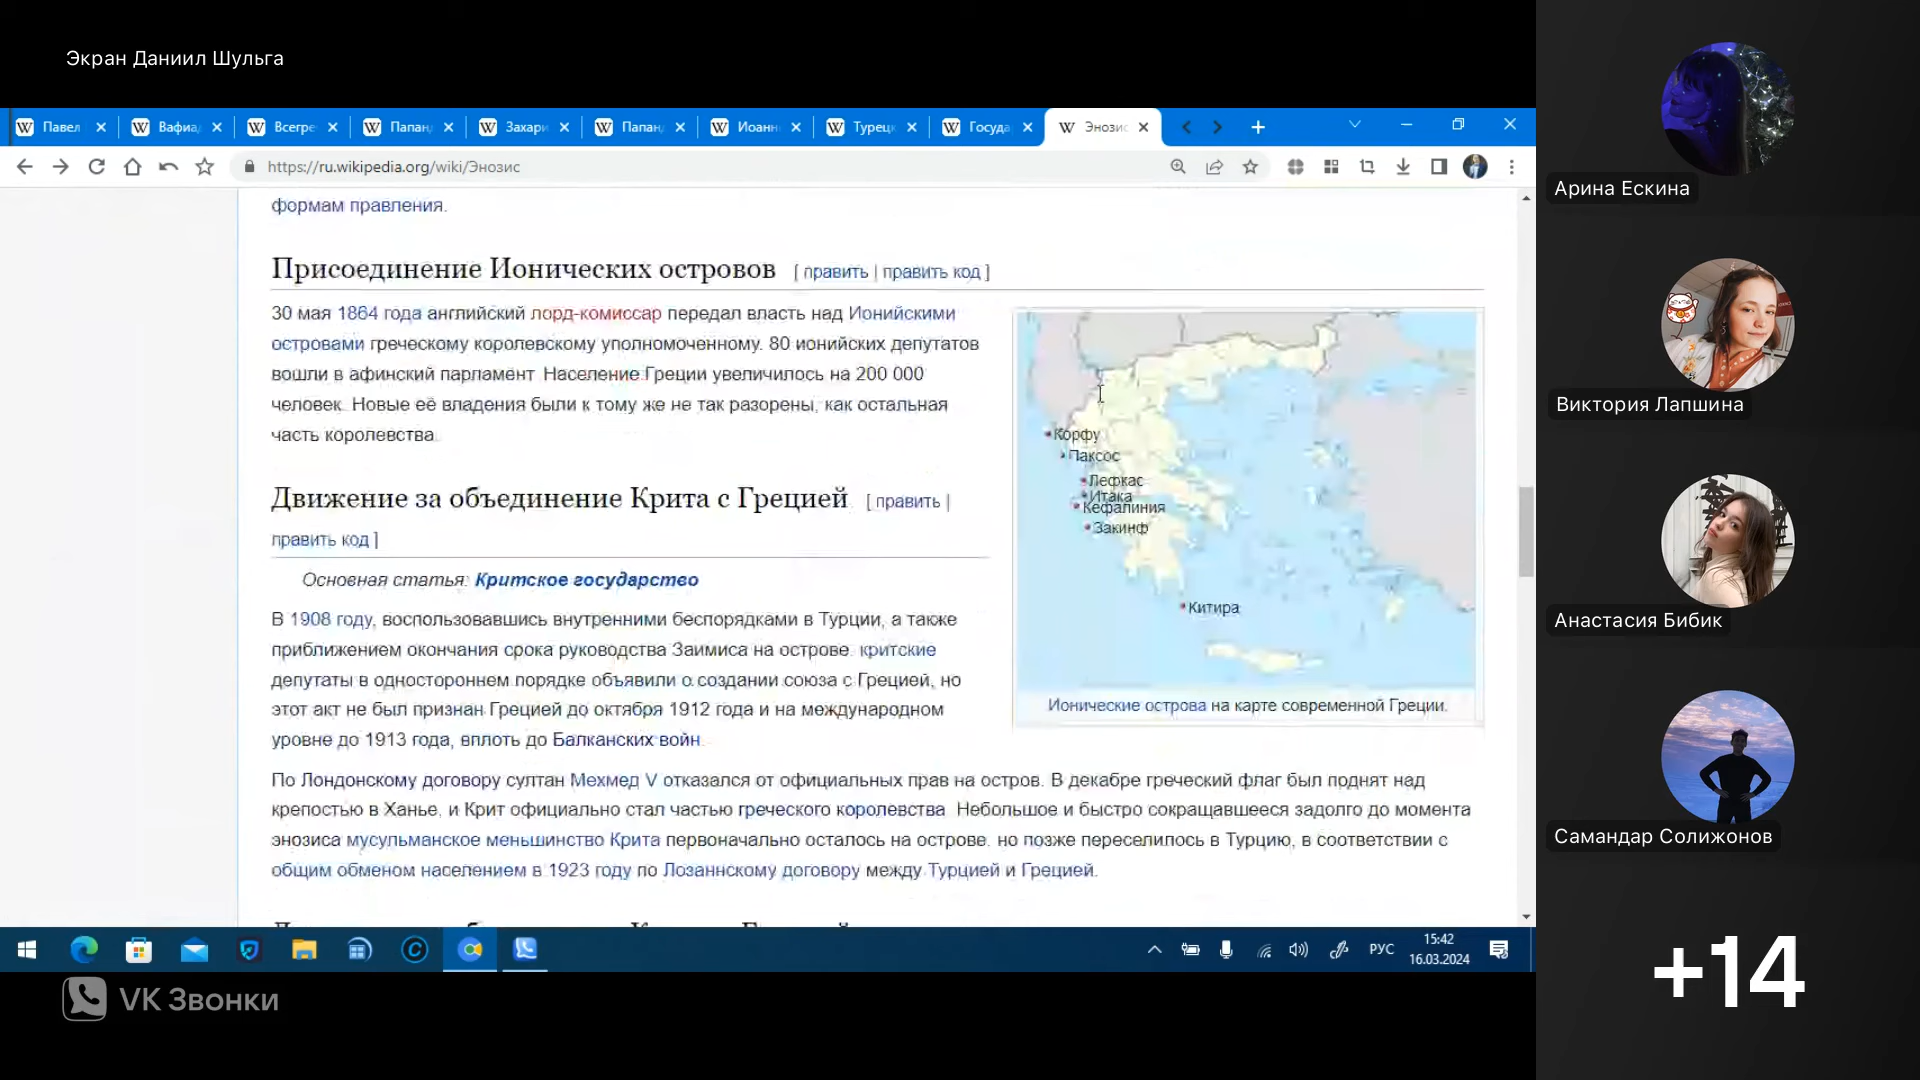 Экран Даниил Шульга
Павел
Вафиа
Всегре
Папан
Захари
Папан
Иоанн
Турец
Госуда
Энозис
https://ru.wikipedia.org/wiki/Энозис
формам правления.
Присоединение Ионических островов [ править | править код ]
30 мая 1864 года английский лорд-комиссар передал власть над Ионийскими
островами греческому королевскому уполномоченному. 80 ионийских депутатов
вошли в афинский парламент. Население Греции увеличилось на 200 000
человек. Новые её владения были к тому же не так разорены, как остальная
часть королевства.
Корфу
Паксос
Лефкас
Итака
Кефалиния
Закинф
Китира
Ионические острова на карте современной Греции.
Движение за объединение Крита с Грецией [ править |
править код ]
Основная статья: Критское государство
В 1908 году, воспользовавшись внутренними беспорядками в Турции, а также
приближением окончания срока руководства Заимиса на острове, критские
депутаты в одностороннем порядке объявили о создании союза с Грецией, но
этот акт не был признан Грецией до октября 1912 года и на международном
уровне до 1913 года, вплоть до Балканских войн.
По Лондонскому договору султан Мехмед V отказался от официальных прав на остров. В декабре греческий флаг был поднят над
крепостью в Ханье, и Крит официально стал частью греческого королевства. Небольшое и быстро сокращавшееся задолго до момента
энозиса мусульманское меньшинство Крита первоначально осталось на острове, но позже переселилось в Турцию, в соответствии с
общим обменом населением в 1923 году по Лозаннскому договору между Турцией и Грецией.
РУС
15:42
16.03.2024
VK Звонки
Арина Ескина
Виктория Лапшина
Анастасия Бибик
Самандар Солижонов
+14